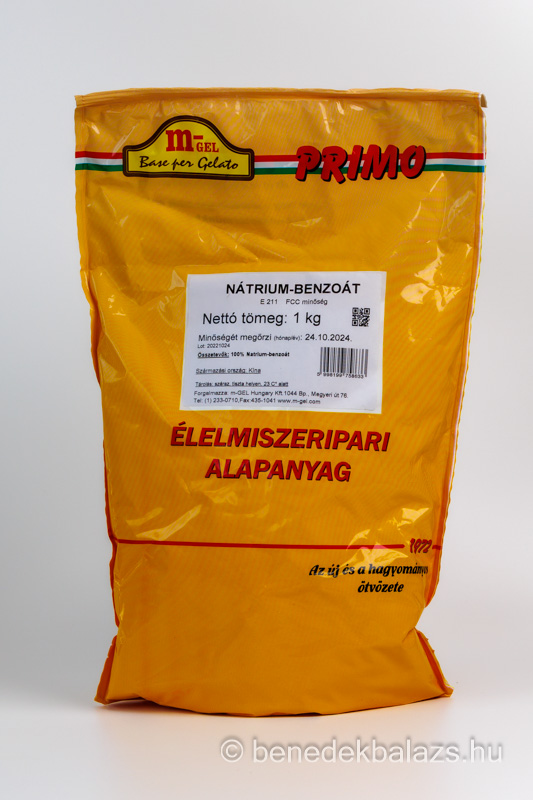 m-
GEL
Base per Gelato
PRIMO
NÁTRIUM-BENZOÁT
E 211 FCC minőség
Nettó tömeg: 1 kg
Minőségét megőrzi (hónap/év): 24.10.2024.
Lot: 20221024
Összetevők: 100% Natrium-benzoát
Származási ország: Kína
Tárolás: száraz, tiszta helyen, 23 C° alatt
Forgalmazza: m-GEL Hungary Kft.1044 Bp., Megyeri út 76.
Tel: (1) 233-0710,Fax:435-1041 www.m-gel.com
ÉLELMISZERIPARI
ALAPANYAG
1972
Az új és a hagyományos
ötvözete
© benedekbalazs.hu